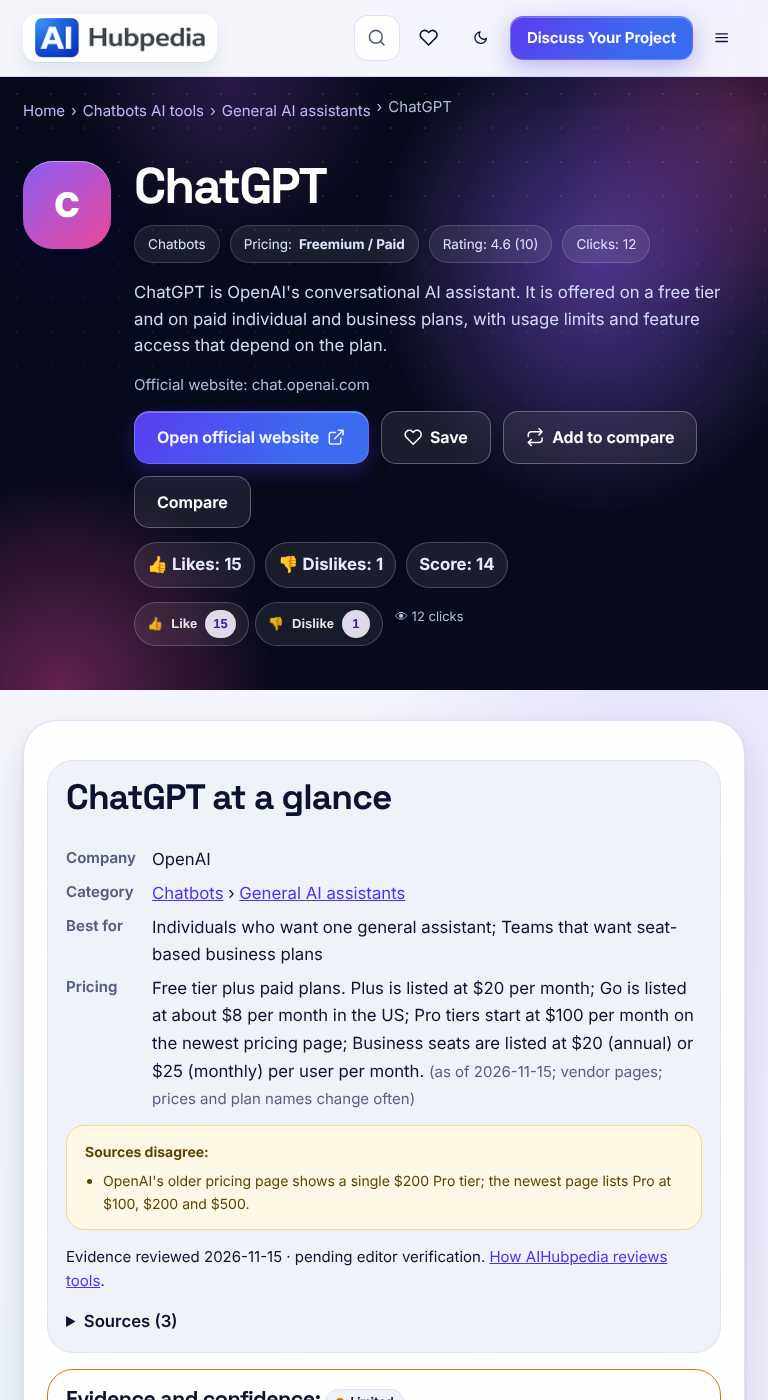 AI Hubpedia
Discuss Your Project
Home › Chatbots AI tools › General AI assistants › ChatGPT
C
ChatGPT
Chatbots
Pricing: Freemium / Paid
Rating: 4.6 (10)
Clicks: 12
ChatGPT is OpenAI's conversational AI assistant. It is offered on a free tier
and on paid individual and business plans, with usage limits and feature
access that depend on the plan.
Official website: chat.openai.com
Open official website
Save
Add to compare
Compare
👍 Likes: 15
👎 Dislikes: 1
Score: 14
👍 Like 15
👎 Dislike 1
👁 12 clicks
ChatGPT at a glance
Company OpenAI
Category Chatbots › General AI assistants
Best for Individuals who want one general assistant; Teams that want seat-
based business plans
Pricing Free tier plus paid plans. Plus is listed at $20 per month; Go is listed
at about $8 per month in the US; Pro tiers start at $100 per month on
the newest pricing page; Business seats are listed at $20 (annual) or
$25 (monthly) per user per month. (as of 2026-11-15; vendor pages;
prices and plan names change often)
Sources disagree:
• OpenAI's older pricing page shows a single $200 Pro tier; the newest page lists Pro at
$100, $200 and $500.
Evidence reviewed 2026-11-15 · pending editor verification. How AIHubpedia reviews
tools.
▶ Sources (3)
Evidence and confidence: Limited